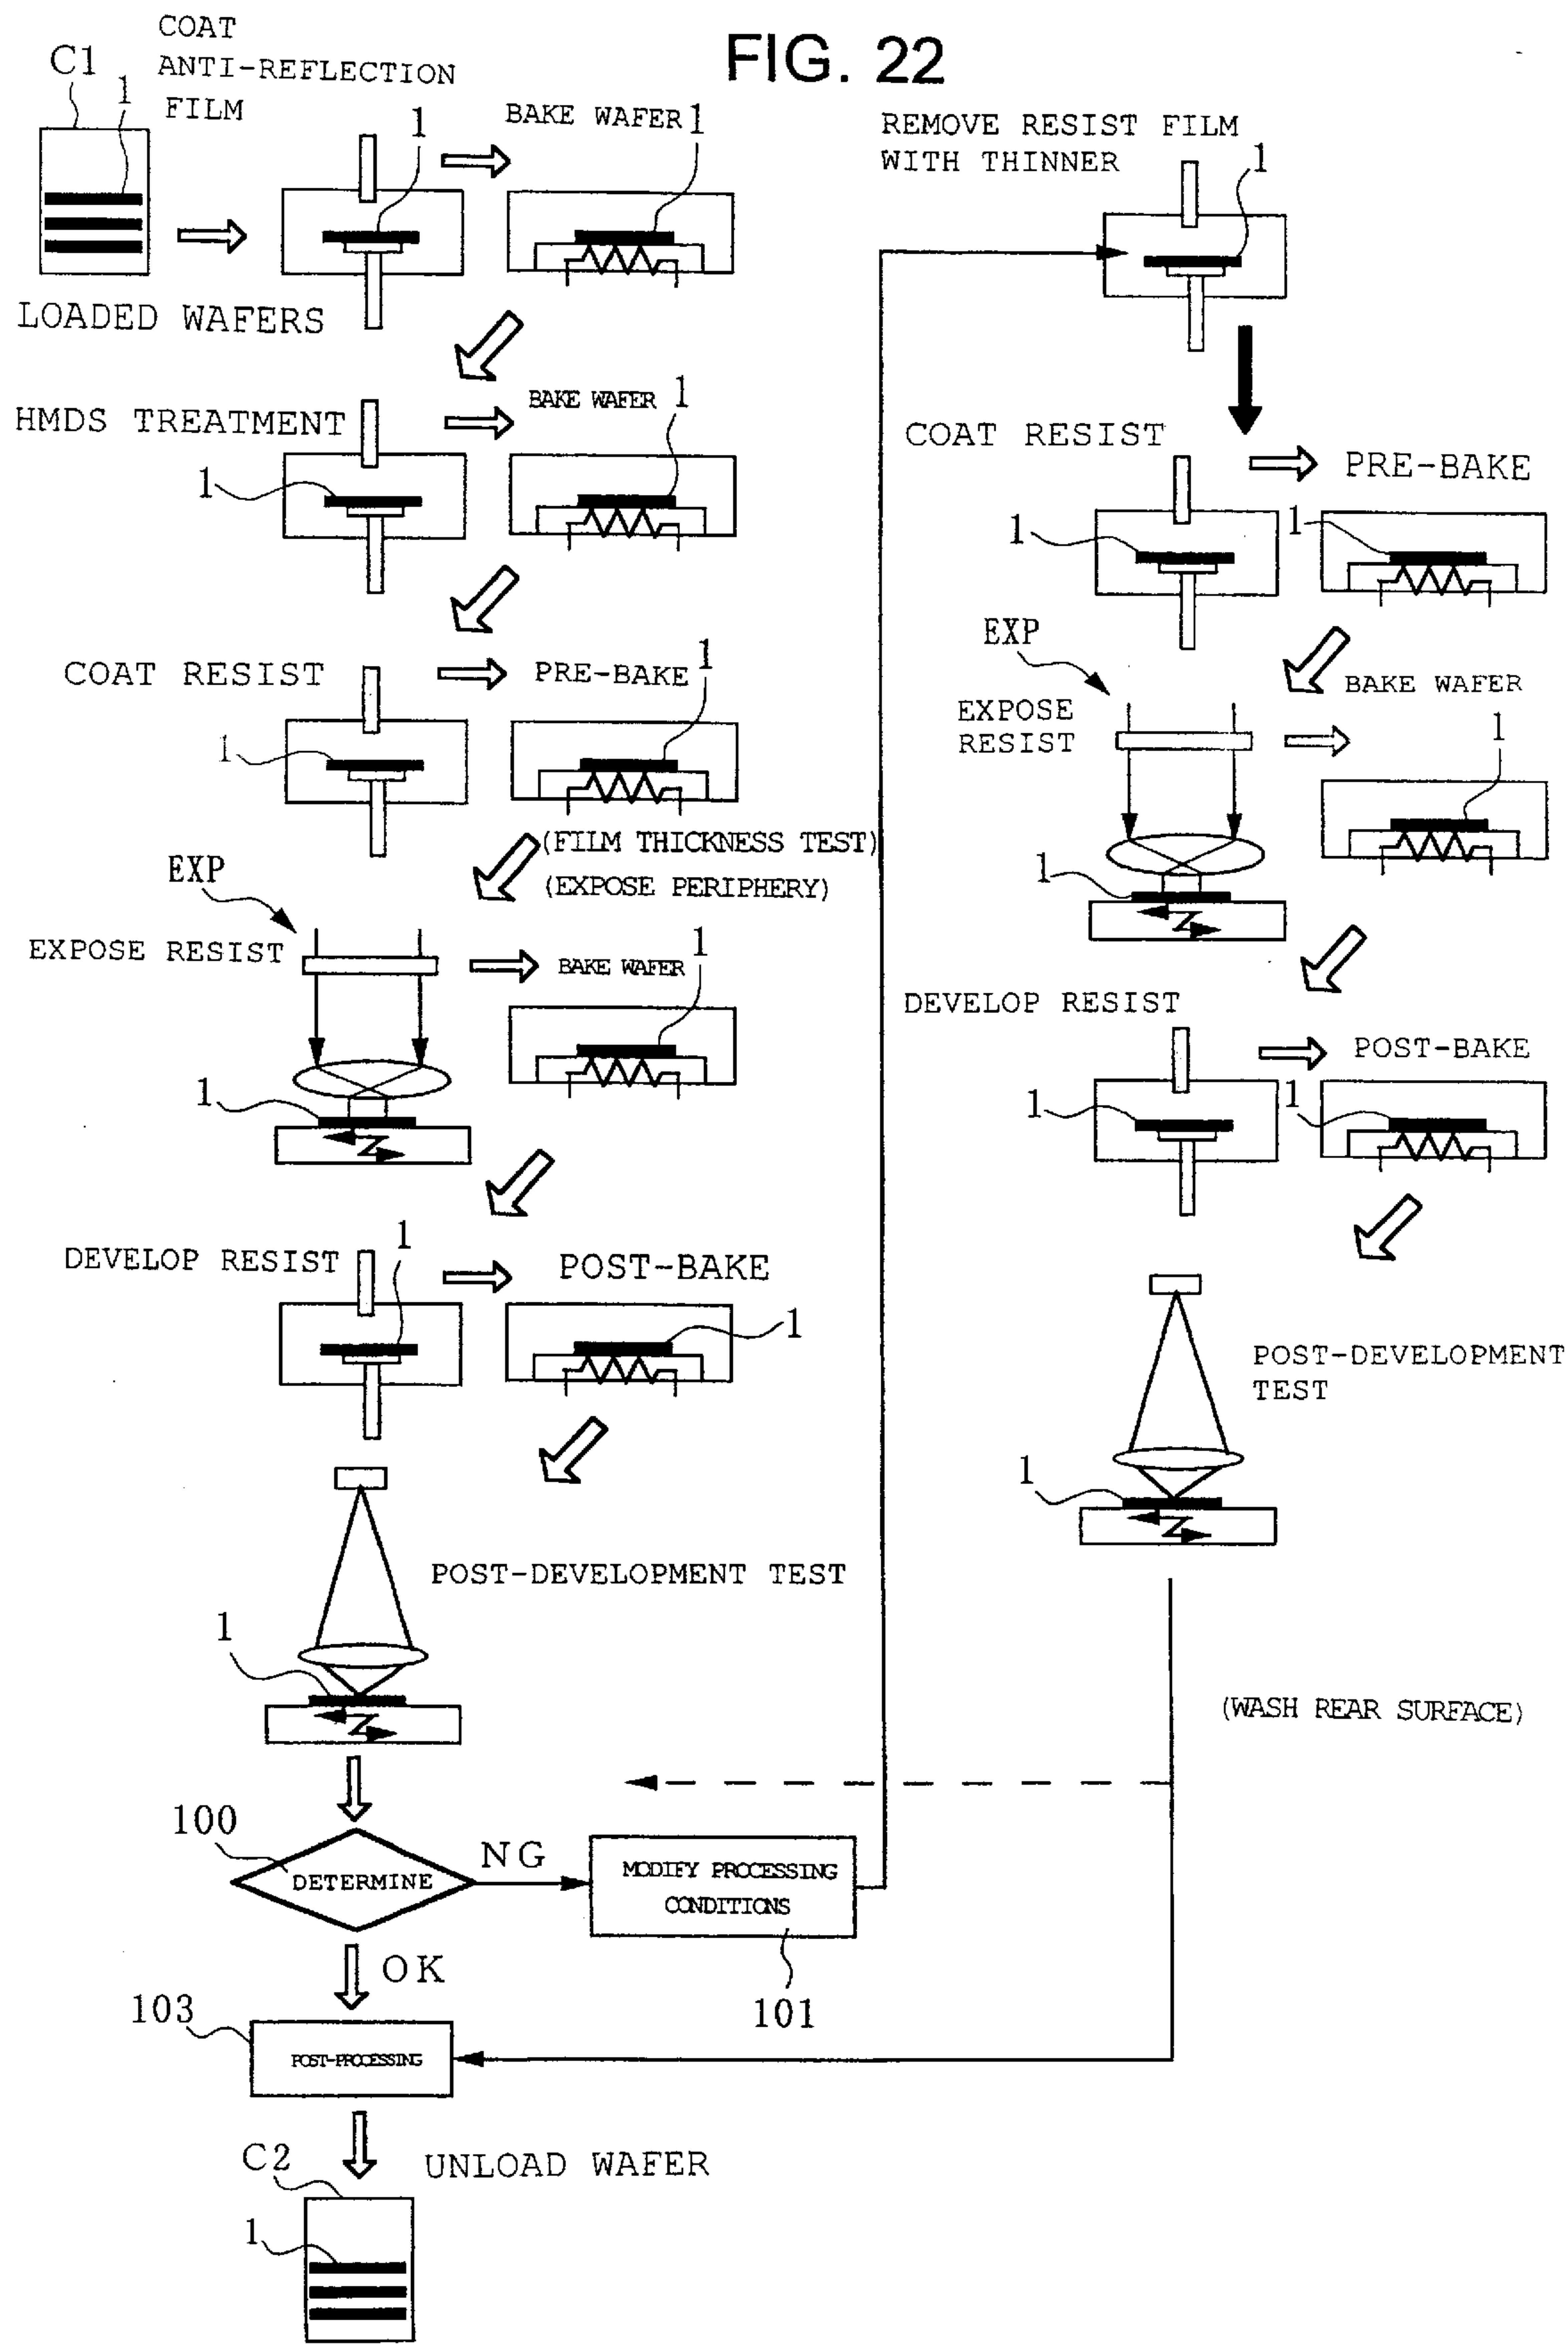 FIG. 22
C1
1
COAT
ANTI-REFLECTION
FILM
1
BAKE WAFER 1
LOADED WAFERS
HMDS TREATMENT
1
BAKE WAFER 1
COAT RESIST
1
PRE-BAKE 1
(FILM THICKNESS TEST)
(EXPOSE PERIPHERY)
EXP
EXPOSE RESIST
BAKE WAFER 1
1
DEVELOP RESIST
1
POST-BAKE
1
POST-DEVELOPMENT TEST
1
100
DETERMINE
NG
MODIFY PROCESSING
CONDITIONS
101
OK
103
POST-PROCESSING
C2
UNLOAD WAFER
1
REMOVE RESIST FILM
WITH THINNER
1
COAT RESIST
PRE-BAKE
1
1
EXP
EXPOSE
RESIST
BAKE WAFER
1
1
DEVELOP RESIST
POST-BAKE
1
1
POST-DEVELOPMENT
TEST
1
(WASH REAR SURFACE)